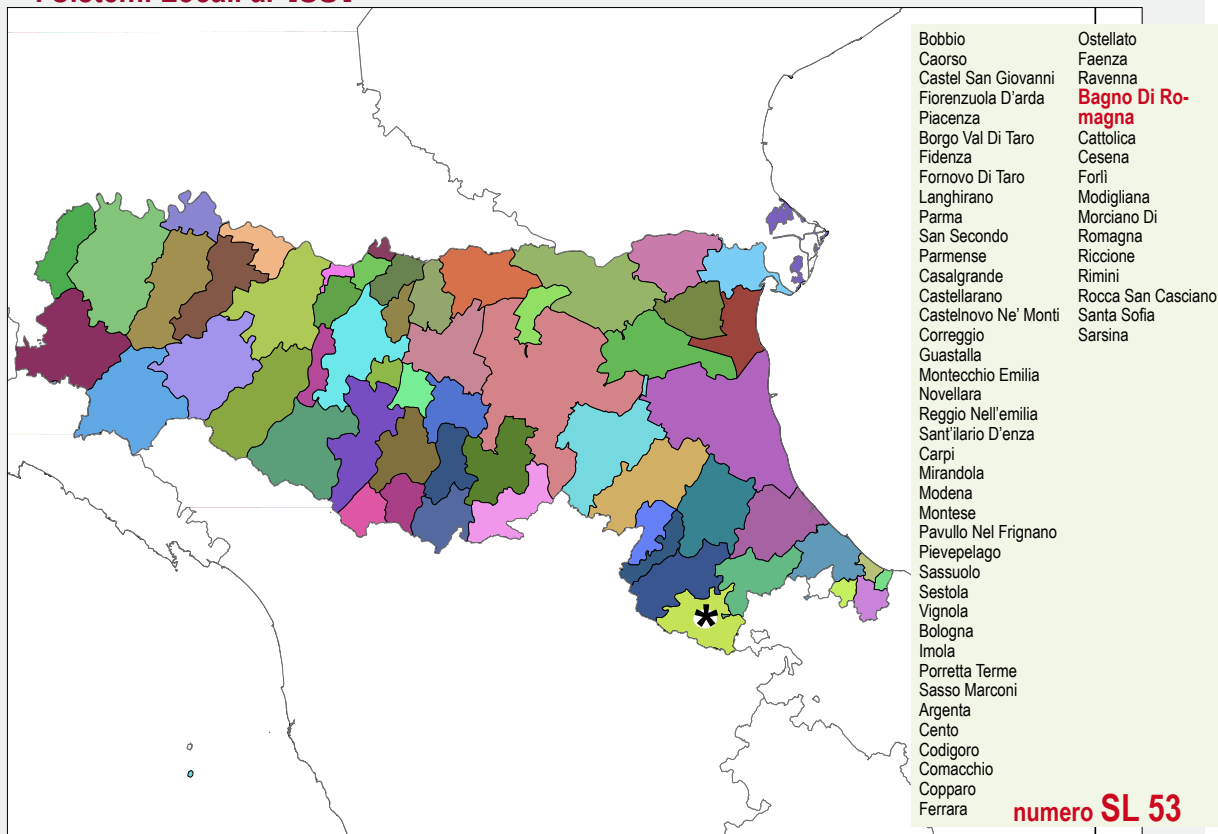 Bobbio
Caorso
Castel San Giovanni
Fiorenzuola D'arda
Piacenza
Borgo Val Di Taro
Fidenza
Fornovo Di Taro
Langhirano
Parma
San Secondo
Parmense
Casalgrande
Castellarano
Castelnovo Ne' Monti
Correggio
Guastalla
Montecchio Emilia
Novellara
Reggio Nell'emilia
Sant'ilario D'enza
Carpi
Mirandola
Modena
Montese
Pavullo Nel Frignano
Pievepelago
Sassuolo
Sestola
Vignola
Bologna
Imola
Porretta Terme
Sasso Marconi
Argenta
Cento
Codigoro
Comacchio
Copparo
Ferrara
Ostellato
Faenza
Ravenna
Bagno Di Ro-
magna
Cattolica
Cesena
Forlì
Modigliana
Morciano Di
Romagna
Riccione
Rimini
Rocca San Casciano
Santa Sofia
Sarsina
numero SL 53
*